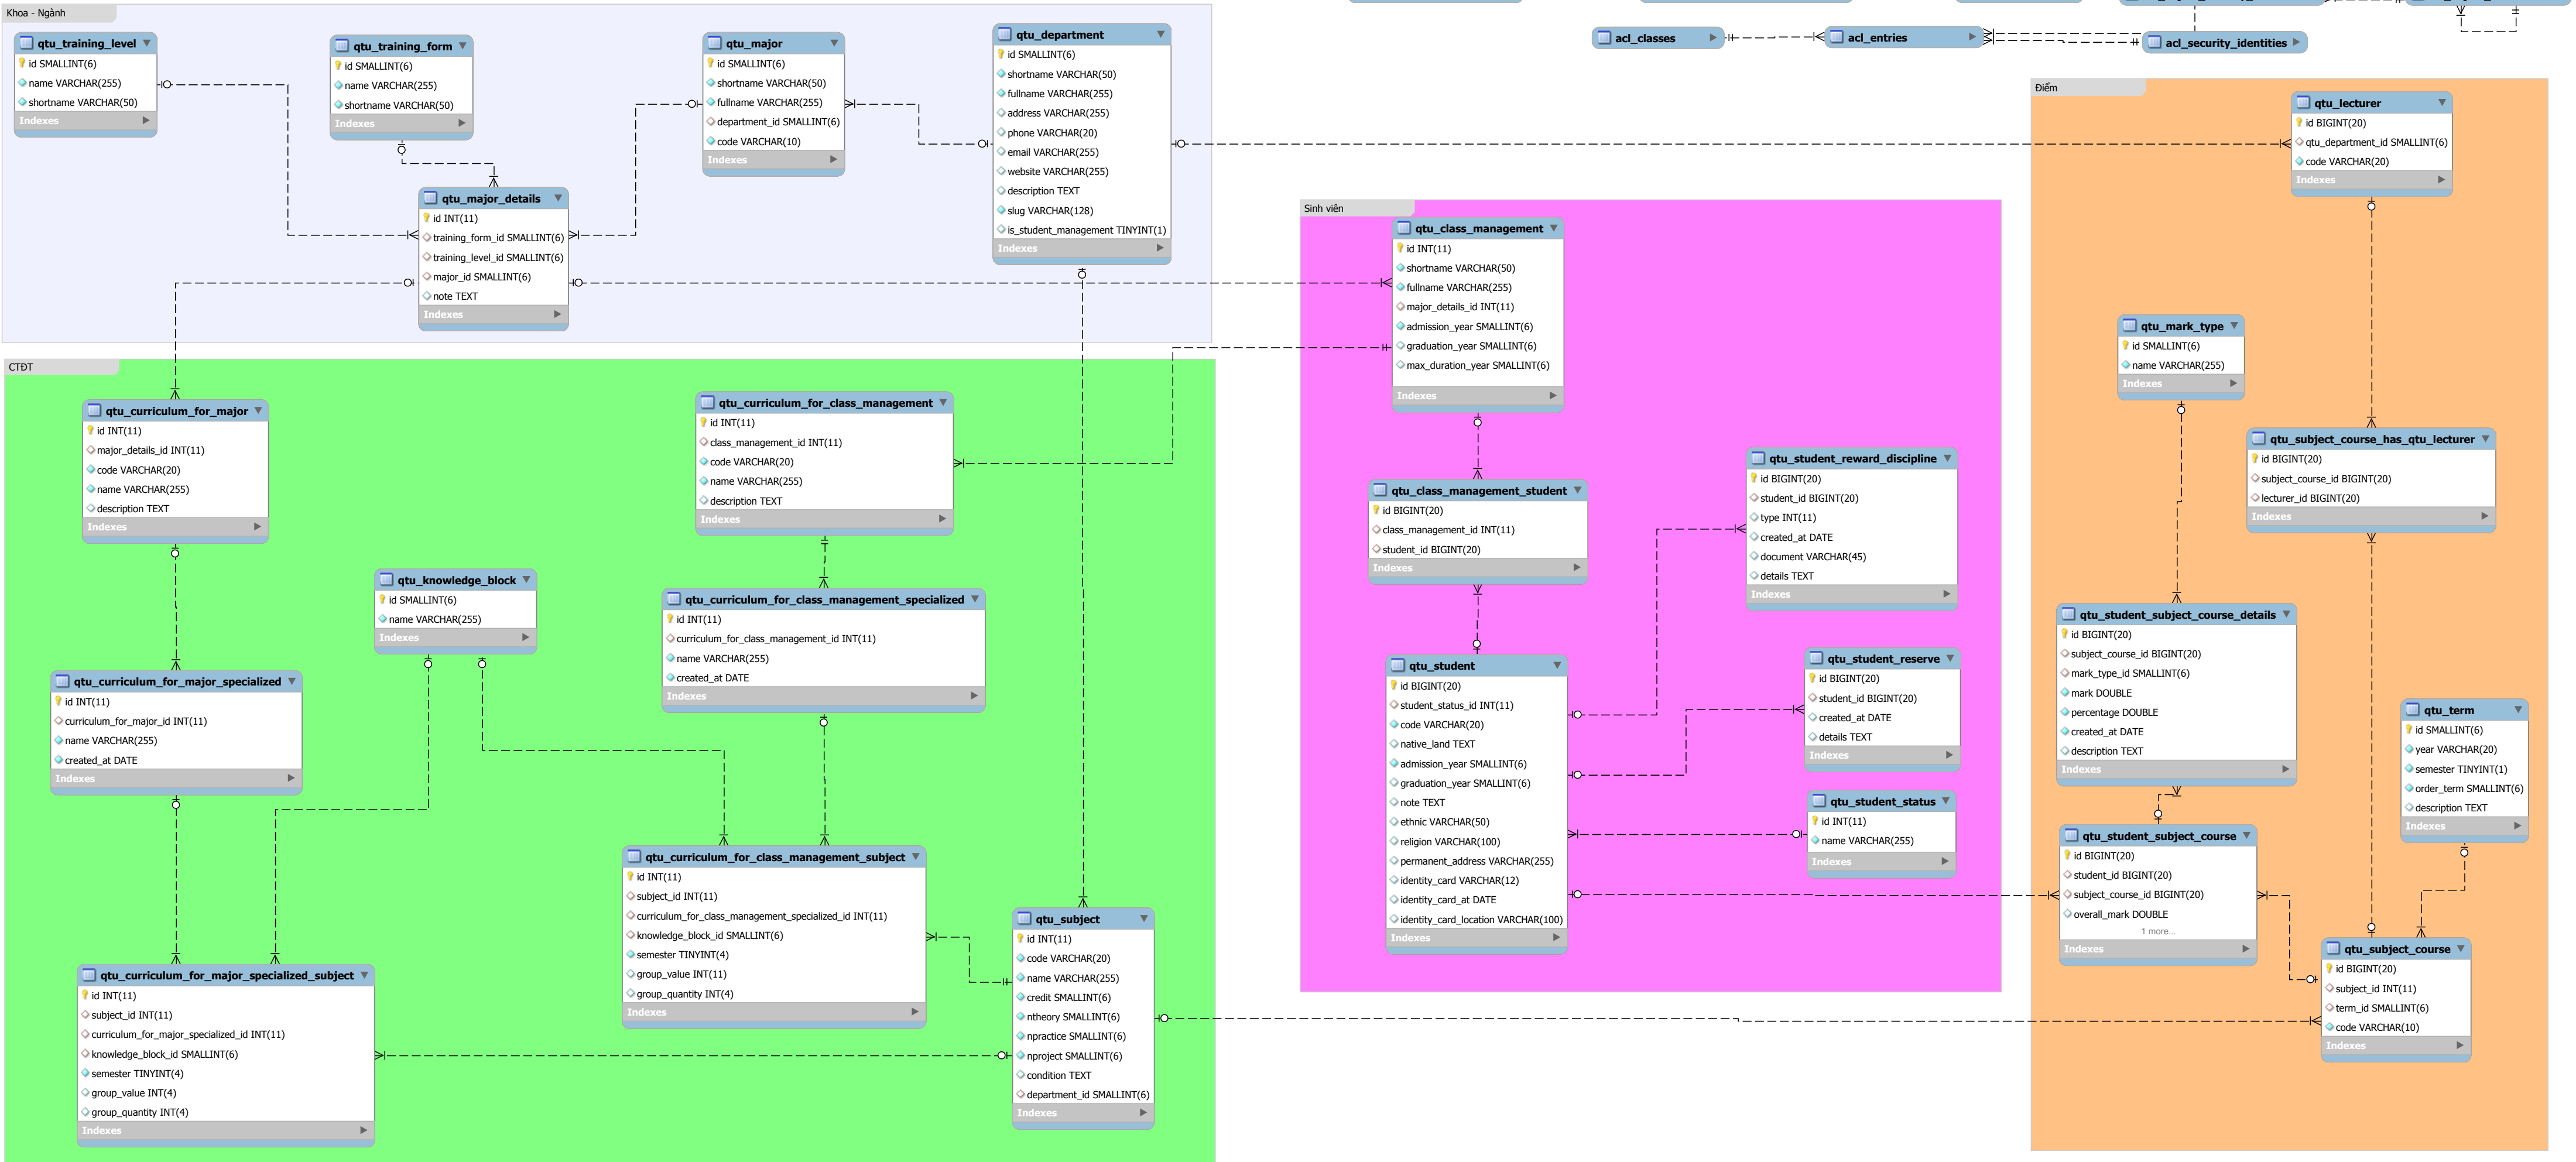 Khoa - Ngành
qtu_training_level
id SMALLINT(6)
name VARCHAR(255)
shortname VARCHAR(50)
Indexes
qtu_training_form
id SMALLINT(6)
name VARCHAR(255)
shortname VARCHAR(50)
Indexes
qtu_major
id SMALLINT(6)
shortname VARCHAR(50)
fullname VARCHAR(255)
department_id SMALLINT(6)
code VARCHAR(10)
Indexes
qtu_department
id SMALLINT(6)
shortname VARCHAR(50)
fullname VARCHAR(255)
address VARCHAR(255)
phone VARCHAR(20)
email VARCHAR(255)
website VARCHAR(255)
description TEXT
slug VARCHAR(128)
is_student_management TINYINT(1)
Indexes
qtu_major_details
id INT(11)
training_form_id SMALLINT(6)
training_level_id SMALLINT(6)
major_id SMALLINT(6)
note TEXT
Indexes
acl_classes
acl_entries
acl_security_identities
CTĐT
qtu_curriculum_for_major
id INT(11)
major_details_id INT(11)
code VARCHAR(20)
name VARCHAR(255)
description TEXT
Indexes
qtu_curriculum_for_class_management
id INT(11)
class_management_id INT(11)
code VARCHAR(20)
name VARCHAR(255)
description TEXT
Indexes
qtu_knowledge_block
id SMALLINT(6)
name VARCHAR(255)
Indexes
qtu_curriculum_for_class_management_specialized
id INT(11)
curriculum_for_class_management_id INT(11)
name VARCHAR(255)
created_at DATE
Indexes
qtu_curriculum_for_major_specialized
id INT(11)
curriculum_for_major_id INT(11)
name VARCHAR(255)
created_at DATE
Indexes
qtu_curriculum_for_class_management_subject
id INT(11)
subject_id INT(11)
curriculum_for_class_management_specialized_id INT(11)
knowledge_block_id SMALLINT(6)
semester TINYINT(4)
group_value INT(11)
group_quantity INT(4)
Indexes
qtu_subject
id INT(11)
code VARCHAR(20)
name VARCHAR(255)
credit SMALLINT(6)
ntheory SMALLINT(6)
npractice SMALLINT(6)
nproject SMALLINT(6)
condition TEXT
department_id SMALLINT(6)
Indexes
qtu_curriculum_for_major_specialized_subject
id INT(11)
subject_id INT(11)
curriculum_for_major_specialized_id INT(11)
knowledge_block_id SMALLINT(6)
semester TINYINT(4)
group_value INT(4)
group_quantity INT(4)
Indexes
Sinh viên
qtu_class_management
id INT(11)
shortname VARCHAR(50)
fullname VARCHAR(255)
major_details_id INT(11)
admission_year SMALLINT(6)
graduation_year SMALLINT(6)
max_duration_year SMALLINT(6)
Indexes
qtu_class_management_student
id BIGINT(20)
class_management_id INT(11)
student_id BIGINT(20)
Indexes
qtu_student_reward_discipline
id BIGINT(20)
student_id BIGINT(20)
type INT(11)
created_at DATE
document VARCHAR(45)
details TEXT
Indexes
qtu_student
id BIGINT(20)
student_status_id INT(11)
code VARCHAR(20)
native_land TEXT
admission_year SMALLINT(6)
graduation_year SMALLINT(6)
note TEXT
ethnic VARCHAR(50)
religion VARCHAR(100)
permanent_address VARCHAR(255)
identity_card VARCHAR(12)
identity_card_at DATE
identity_card_location VARCHAR(100)
Indexes
qtu_student_reserve
id BIGINT(20)
student_id BIGINT(20)
created_at DATE
details TEXT
Indexes
qtu_student_status
id INT(11)
name VARCHAR(255)
Indexes
Điểm
qtu_lecturer
id BIGINT(20)
qtu_department_id SMALLINT(6)
code VARCHAR(20)
Indexes
qtu_mark_type
id SMALLINT(6)
name VARCHAR(255)
Indexes
qtu_subject_course_has_qtu_lecturer
id BIGINT(20)
subject_course_id BIGINT(20)
lecturer_id BIGINT(20)
Indexes
qtu_student_subject_course_details
id BIGINT(20)
subject_course_id BIGINT(20)
mark_type_id SMALLINT(6)
mark DOUBLE
percentage DOUBLE
created_at DATE
description TEXT
Indexes
qtu_term
id SMALLINT(6)
year VARCHAR(20)
semester TINYINT(1)
order_term SMALLINT(6)
description TEXT
Indexes
qtu_student_subject_course
id BIGINT(20)
student_id BIGINT(20)
subject_course_id BIGINT(20)
overall_mark DOUBLE
1 more...
Indexes
qtu_subject_course
id BIGINT(20)
subject_id INT(11)
term_id SMALLINT(6)
code VARCHAR(10)
Indexes